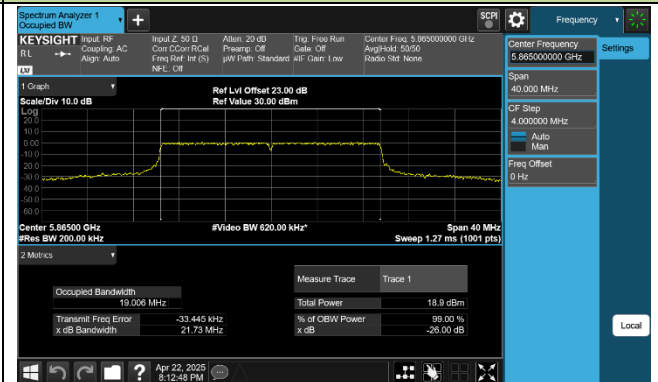 Spectrum Analyzer 1
Occupied BW
SCPI
Frequency
KEYSIGHT
RL
LXI
Input: RF
Coupling: AC
Align: Auto
Input Z: 50 Ω
Corr CCorr RCal
Freq Ref: Int (S)
NFE: Off
Atten: 20 dB
Preamp: Off
µW Path: Standard
Trig: Free Run
Gate: Off
#IF Gain: Low
Center Freq: 5.865000000 GHz
Avg|Hold: 50/50
Radio Std: None
Center Frequency
5.865000000 GHz
Settings
Span
40.000 MHz
CF Step
4.000000 MHz
Auto
Man
Freq Offset
0 Hz
1 Graph
Scale/Div 10.0 dB
Ref Lvl Offset 23.00 dB
Ref Value 30.00 dBm
Log
20.0
10.0
0.00
-10.0
-20.0
-30.0
-40.0
-50.0
-60.0
Center 5.86500 GHz
#Video BW 620.00 kHz*
Span 40 MHz
#Res BW 200.00 kHz
Sweep 1.27 ms (1001 pts)
2 Metrics
Measure Trace
Trace 1
Occupied Bandwidth
19.006 MHz
Total Power
18.9 dBm
Transmit Freq Error
-33.445 kHz
% of OBW Power
99.00 %
x dB Bandwidth
21.73 MHz
x dB
-26.00 dB
Local
?
Apr 22, 2025
8:12:48 PM